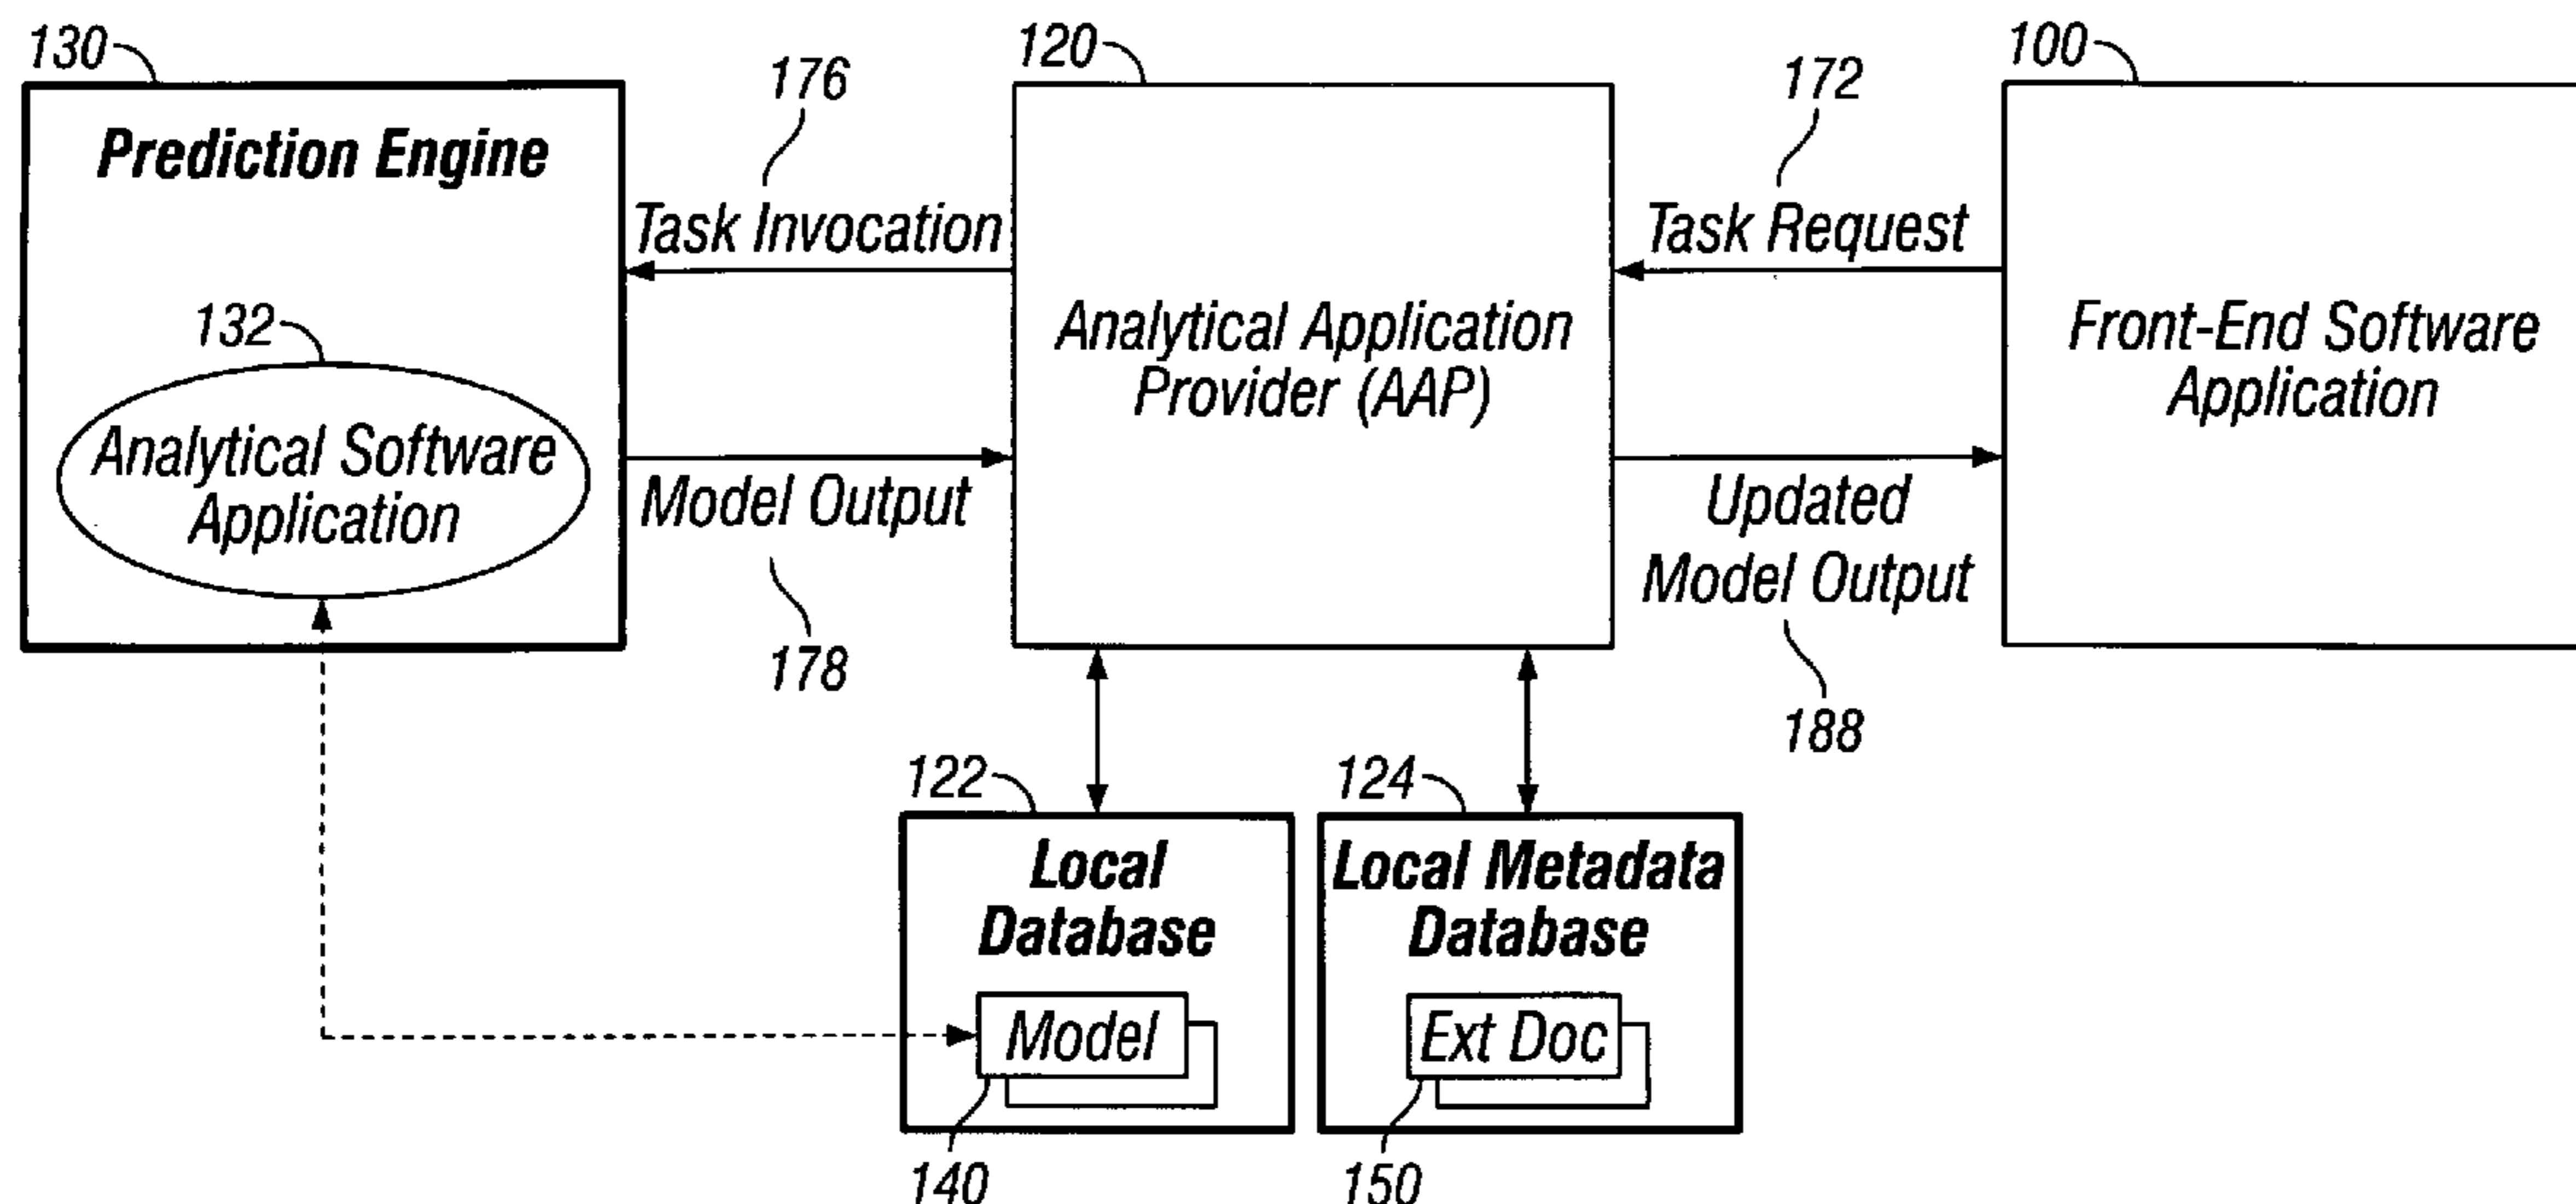 130
120
100
176
172
Prediction Engine
Task Invocation
Task Request
132
Analytical Application
Provider (AAP)
Front-End Software
Application
Analytical Software
Application
Model Output
Updated
Model Output
178
188
122
124
Local
Database
Local Metadata
Database
Model
Ext Doc
140
150